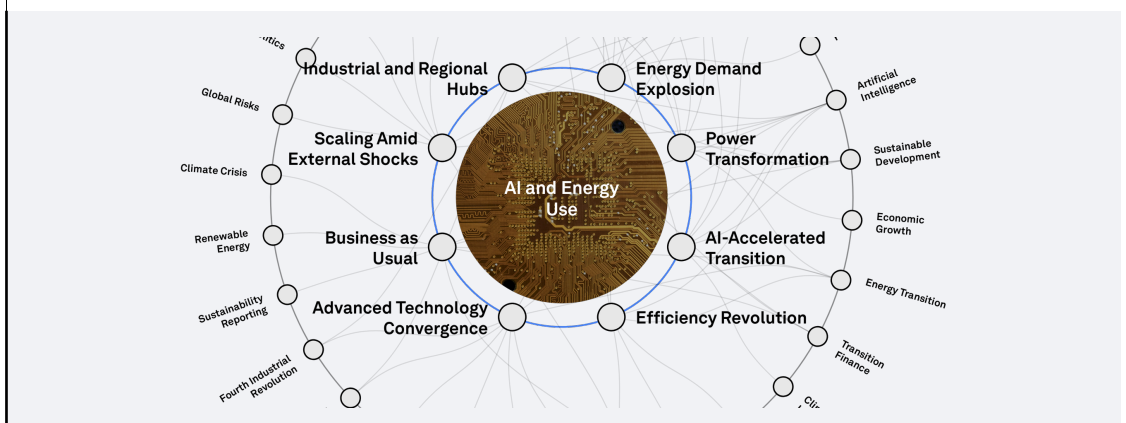 Industrial and Regional
Hubs
Energy Demand
Explosion
Artificial
Intelligence
Global Risks
Scaling Amid
External Shocks
Power
Transformation
Sustainable
Development
Climate Crisis
AI and Energy
Use
Economic
Growth
Renewable
Energy
Business as
Usual
AI-Accelerated
Transition
Energy Transition
Sustainability
Reporting
Advanced Technology
Convergence
Efficiency Revolution
Transition
Finance
Fourth Industrial
Revolution